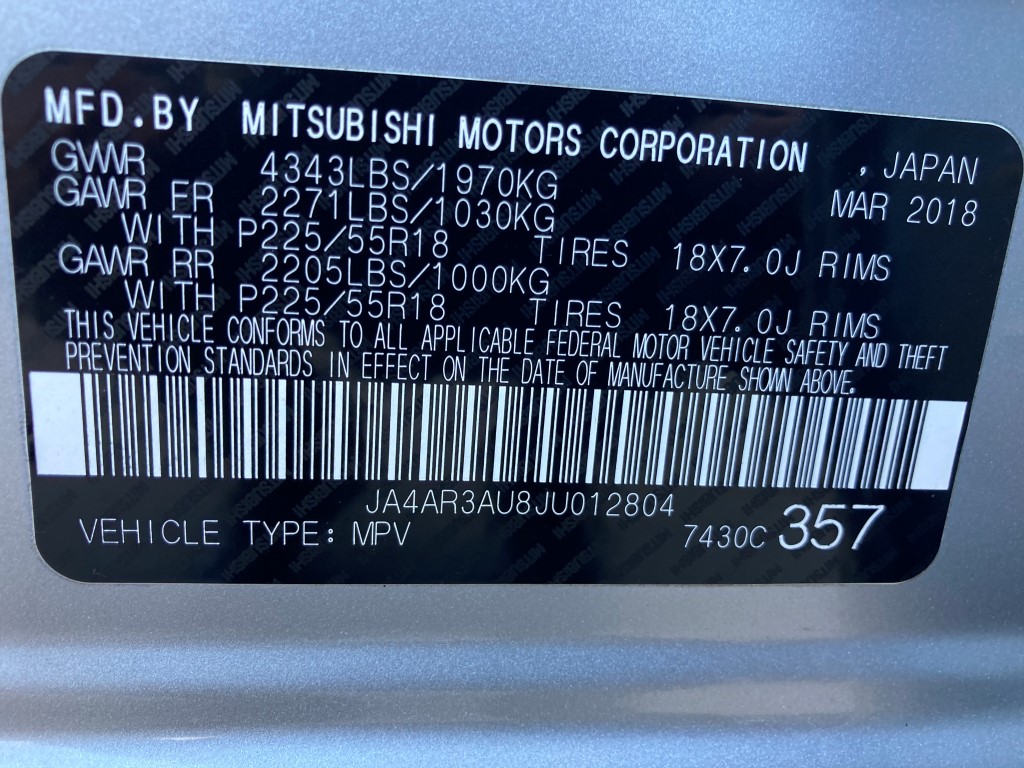 MFD.BY MITSUBISHI MOTORS CORPORATION , JAPAN
GVWR 4343LBS/1970KG MAR 2018
GAWR FR 2271LBS/1030KG
WITH P225/55R18 TIRES 18X7.0J RIMS
GAWR RR 2205LBS/1000KG
WITH P225/55R18 TIRES 18X7.0J RIMS
THIS VEHICLE CONFORMS TO ALL APPLICABLE FEDERAL MOTOR VEHICLE SAFETY AND THEFT
PREVENTION STANDARDS IN EFFECT ON THE DATE OF MANUFACTURE SHOWN ABOVE.
JA4AR3AU8JU012804
VEHICLE TYPE: MPV 7430C 357